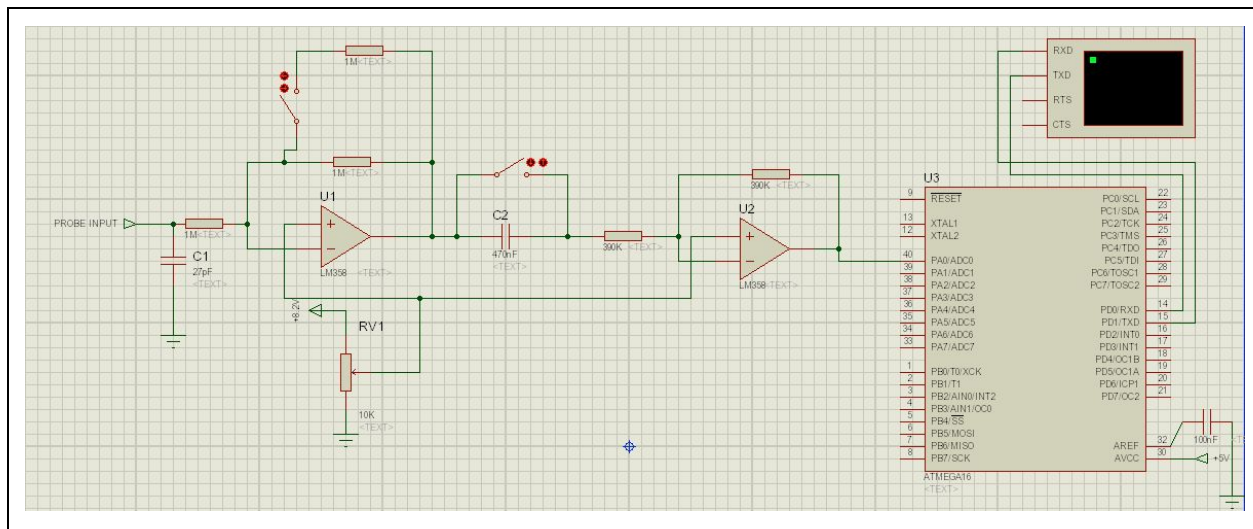 1M <TEXT>
1M <TEXT>
PROBE INPUT
1M <TEXT>
C1
27pF
<TEXT>
U1
LM358 <TEXT>
+8.2V
RV1
10K
<TEXT>
C2
470nF
<TEXT>
390K <TEXT>
390K <TEXT>
U2
LM358 <TEXT>
RXD
TXD
RTS
CTS
U3
9 RESET
13 XTAL1
12 XTAL2
40 PA0/ADC0
39 PA1/ADC1
38 PA2/ADC2
37 PA3/ADC3
36 PA4/ADC4
35 PA5/ADC5
34 PA6/ADC6
33 PA7/ADC7
1 PB0/T0/XCK
2 PB1/T1
3 PB2/AIN0/INT2
4 PB3/AIN1/OC0
5 PB4/SS
6 PB5/MOSI
7 PB6/MISO
8 PB7/SCK
PC0/SCL 22
PC1/SDA 23
PC2/TCK 24
PC3/TMS 25
PC4/TDO 26
PC5/TDI 27
PC6/TOSC1 28
PC7/TOSC2 29
PD0/RXD 14
PD1/TXD 15
PD2/INT0 16
PD3/INT1 17
PD4/OC1B 18
PD5/OC1A 19
PD6/ICP1 20
PD7/OC2 21
AREF 32
AVCC 30
ATMEGA16
<TEXT>
100nF
+5V